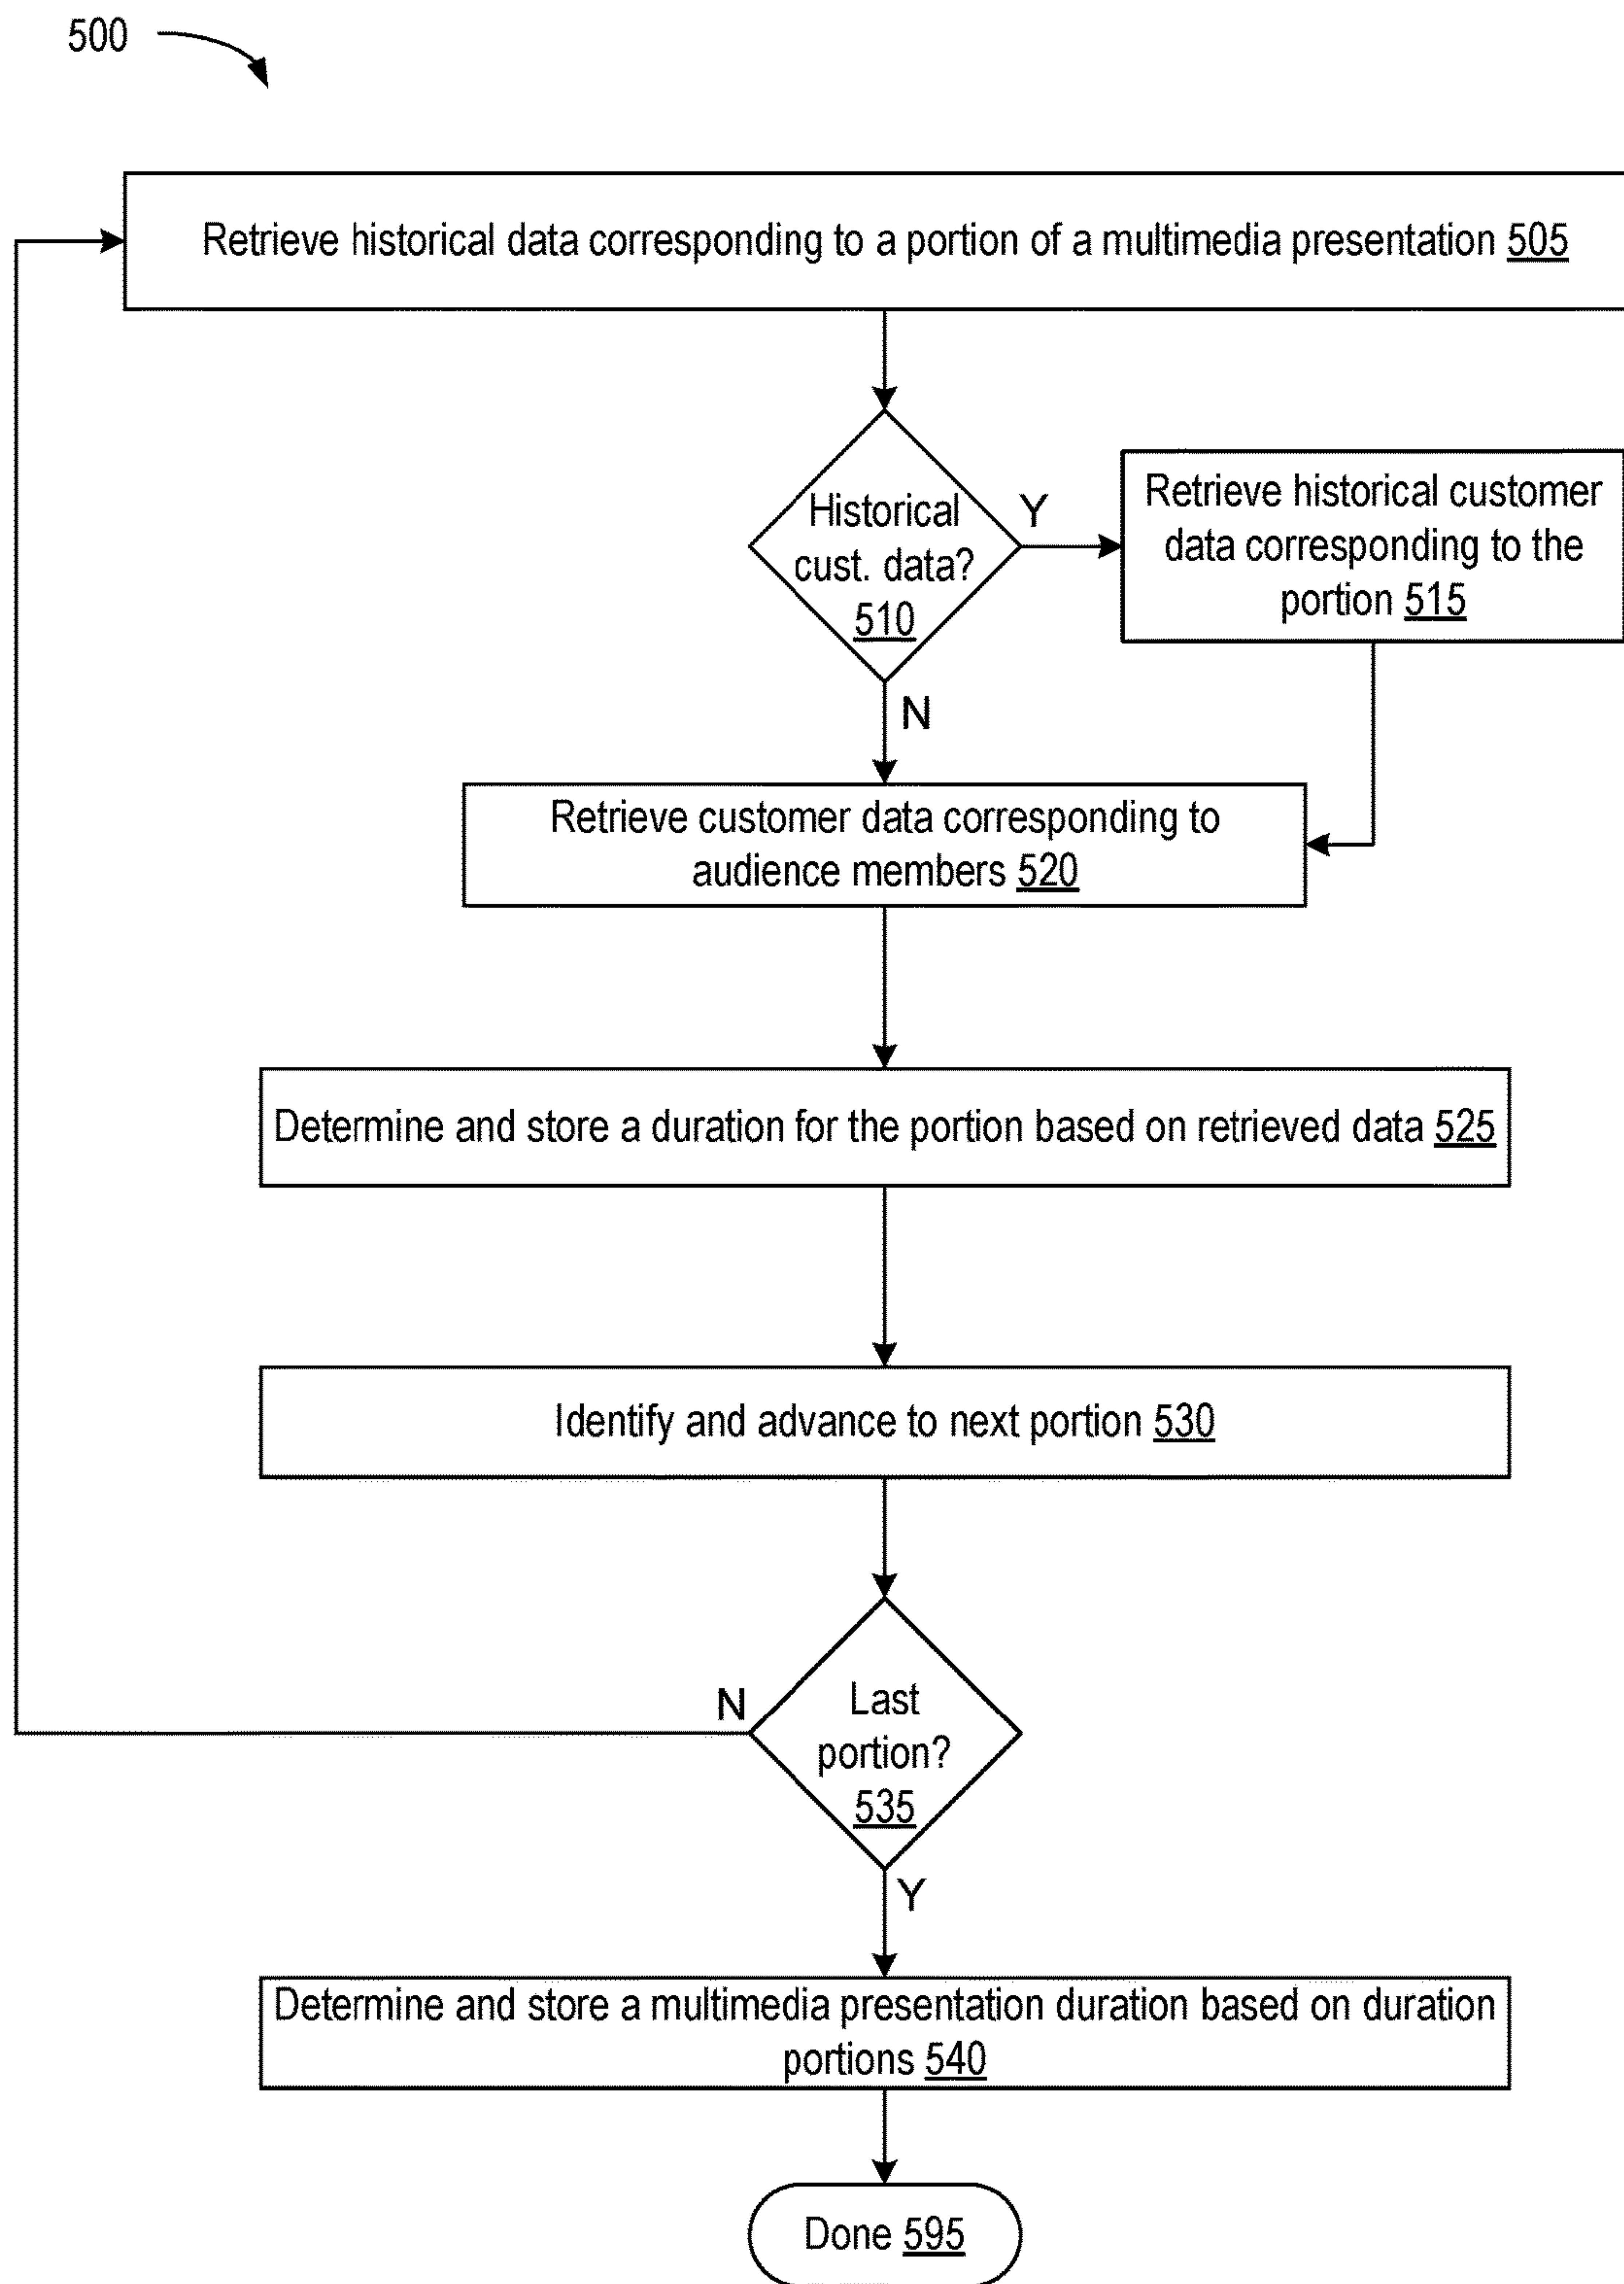 500
Retrieve historical data corresponding to a portion of a multimedia presentation 505
Historical
cust. data?
510
Y
Retrieve historical customer
data corresponding to the
portion 515
N
Retrieve customer data corresponding to
audience members 520
Determine and store a duration for the portion based on retrieved data 525
Identify and advance to next portion 530
N
Last
portion?
535
Y
Determine and store a multimedia presentation duration based on duration
portions 540
Done 595